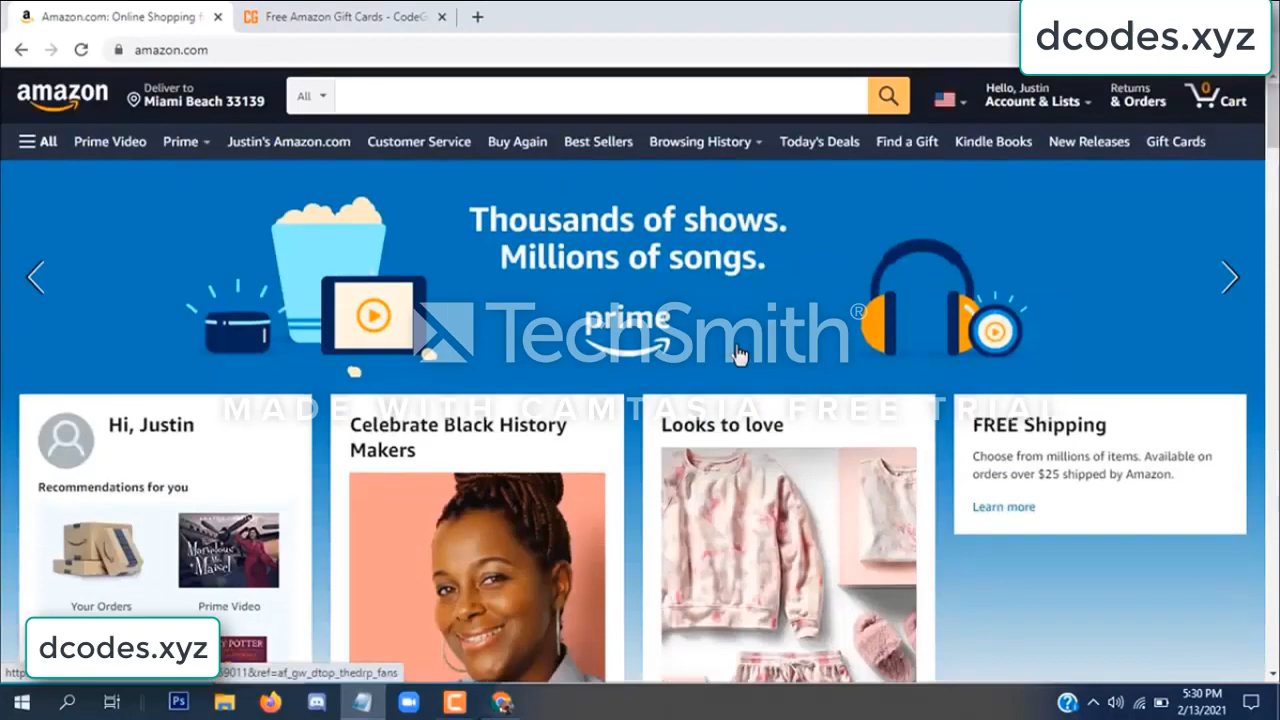 Amazon.com: Online Shopping f
Free Amazon Gift Cards - CodeG
dcodes.xyz
amazon.com
amazon
Deliver to
Miami Beach 33139
All
Hello, Justin
Account & Lists
Returns
& Orders
0
Cart
All
Prime Video
Prime
Justin's Amazon.com
Customer Service
Buy Again
Best Sellers
Browsing History
Today's Deals
Find a Gift
Kindle Books
New Releases
Gift Cards
Thousands of shows.
Millions of songs.
prime
TechSmith®
MADE WITH CAMTASIA FREE TRIAL
Hi, Justin
Recommendations for you
Your Orders
Prime Video
Celebrate Black History
Makers
Looks to love
FREE Shipping
Choose from millions of items. Available on
orders over $25 shipped by Amazon.
Learn more
dcodes.xyz
9011&ref=af_gw_dtop_thedrp_fans
Ps
5:30 PM
2/13/2021